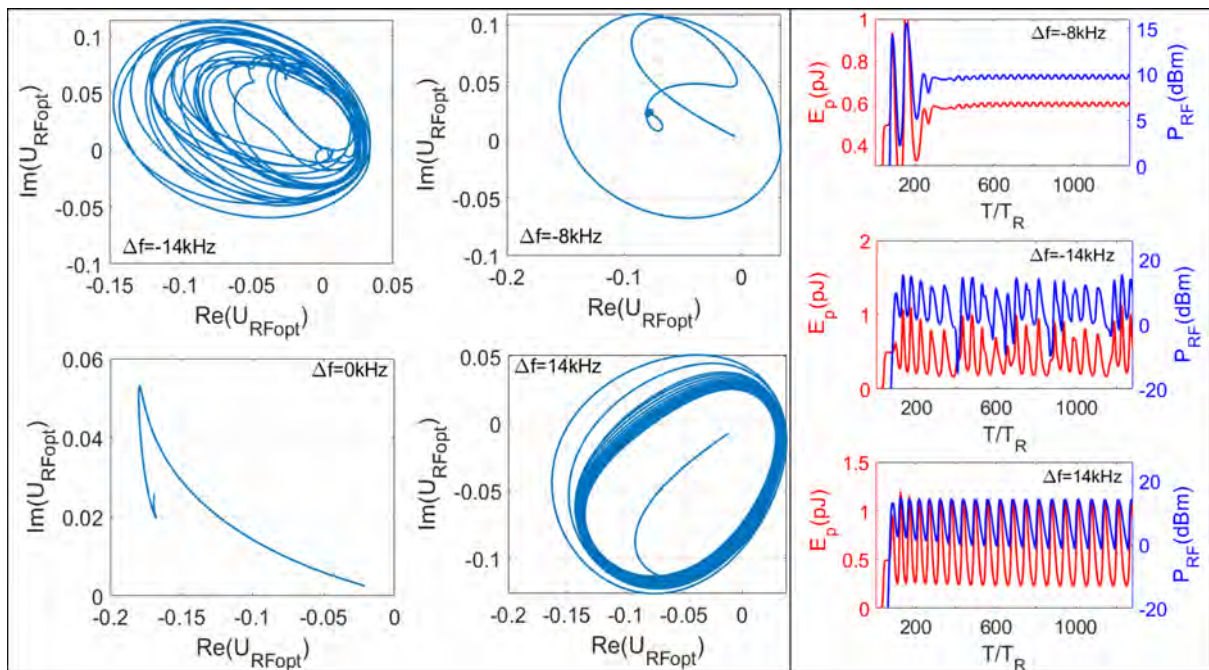 0.1
0.05
0
-0.05
-0.1
Im(U_RFopt)
Δf=-14kHz
-0.15 -0.1 -0.05 0 0.05
Re(U_RFopt)
0.1
0.05
0
-0.05
-0.1
Im(U_RFopt)
Δf=-8kHz
-0.2 -0.1 0
Re(U_RFopt)
0.06
0.04
0.02
0
Im(U_RFopt)
Δf=0kHz
-0.2 -0.15 -0.1 -0.05 0
Re(U_RFopt)
0.05
0
-0.05
-0.1
Im(U_RFopt)
Δf=14kHz
-0.2 -0.15 -0.1 -0.05 0
Re(U_RFopt)
Δf=-8kHz
1
0.8
0.6
0.4
E_p(pJ)
15
10
5
0
P_RF(dBm)
200 600 1000
T/T_R
Δf=-14kHz
2
1
0
E_p(pJ)
20
0
-20
P_RF(dBm)
200 600 1000
T/T_R
Δf=14kHz
1.5
1
0.5
0
E_p(pJ)
20
0
-20
P_RF(dBm)
200 600 1000
T/T_R